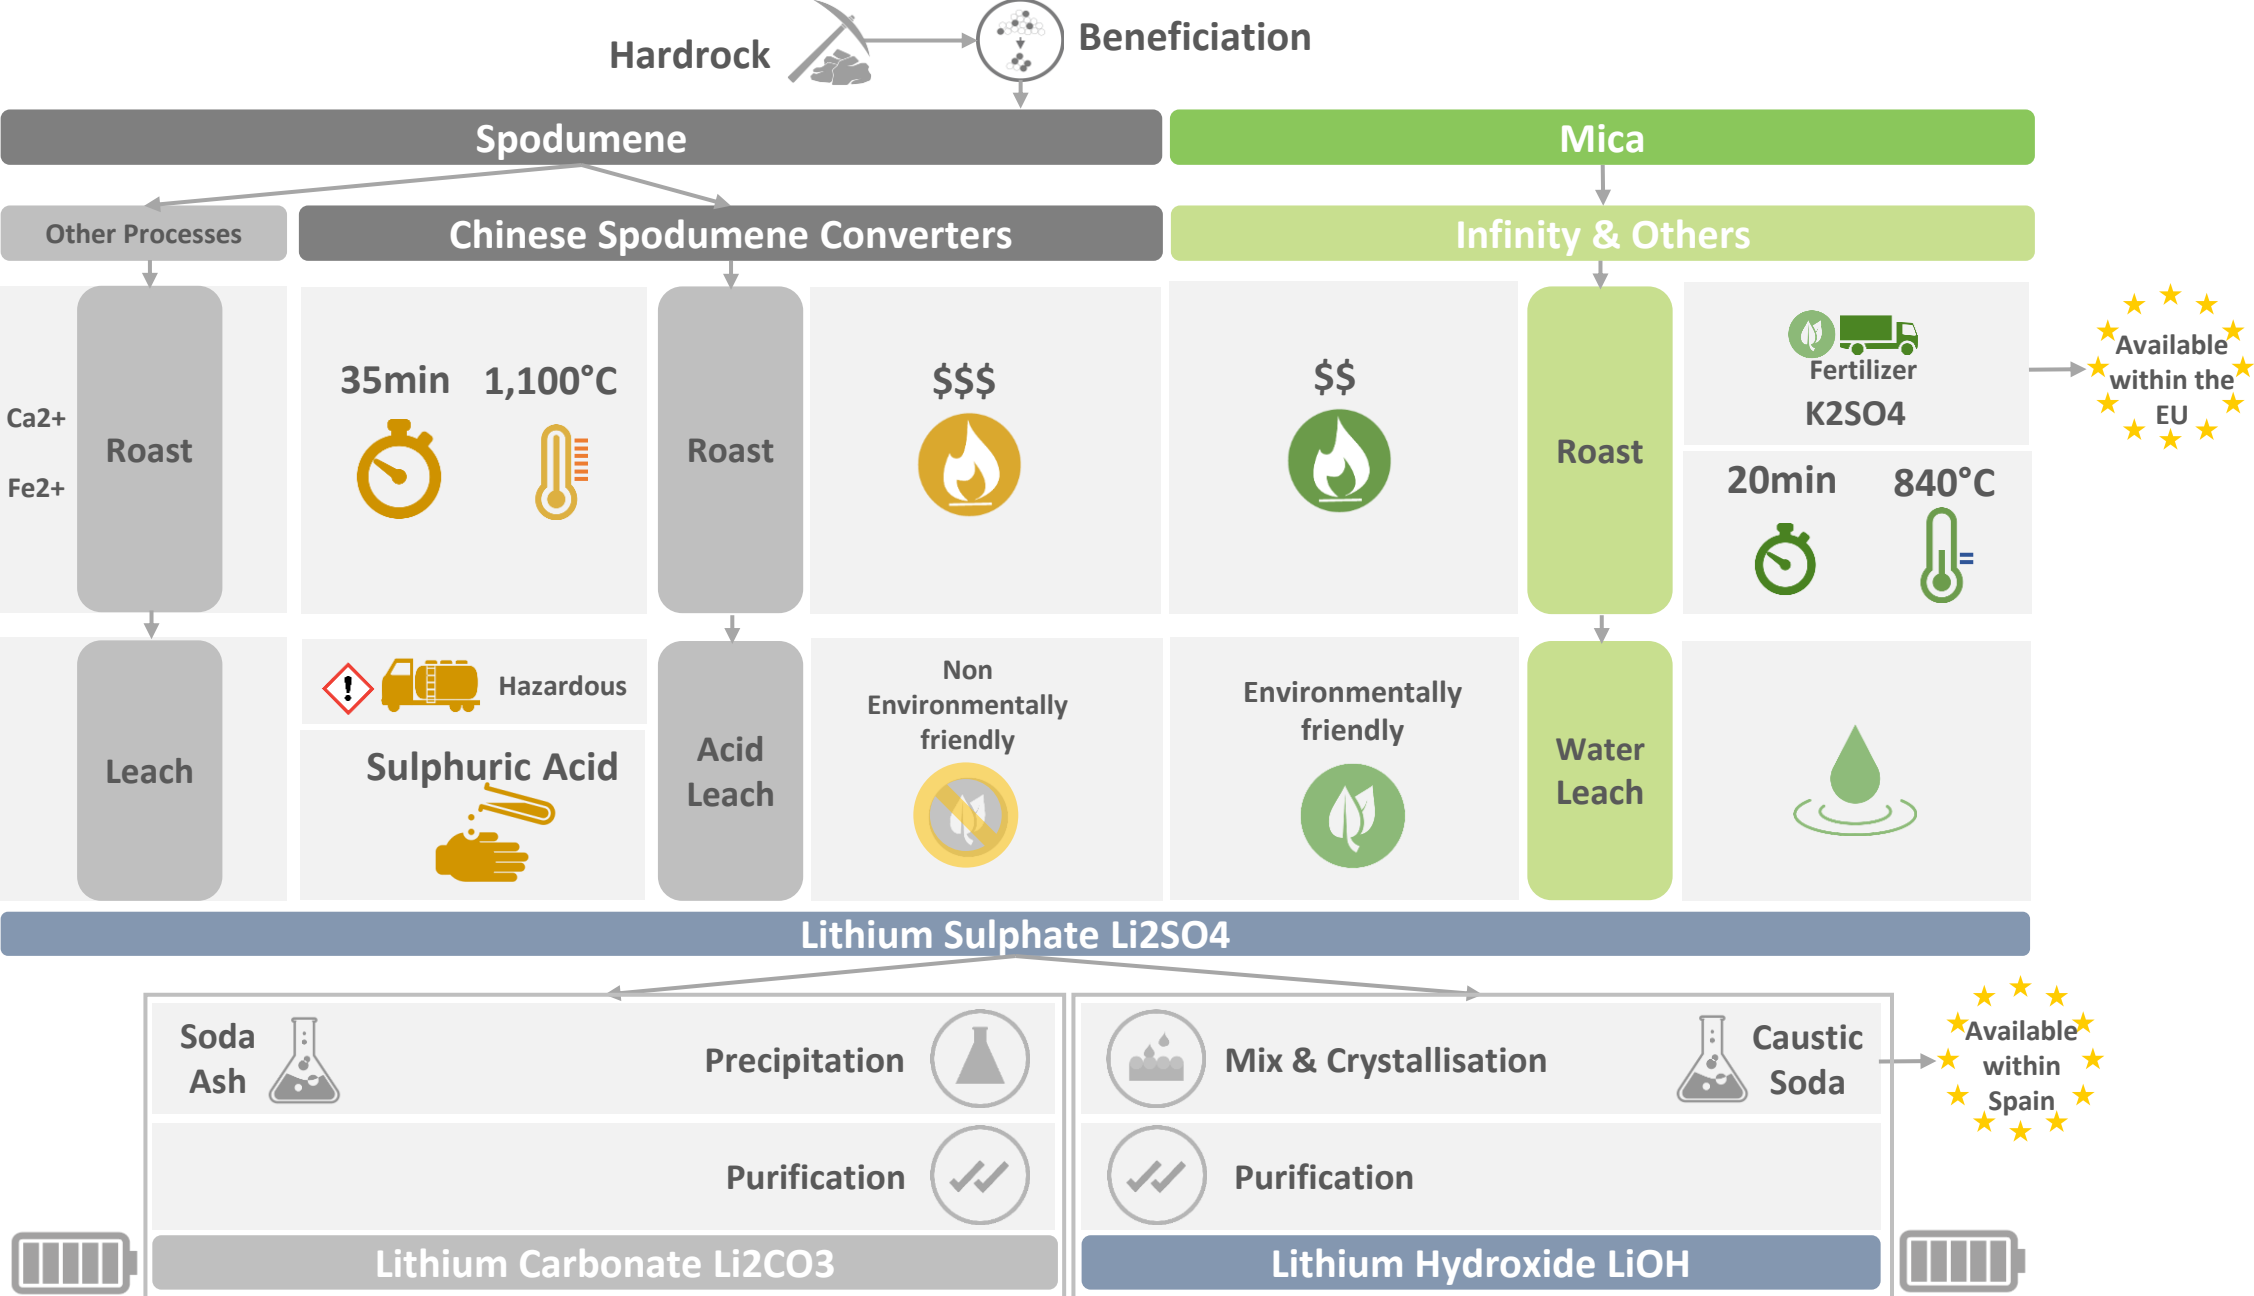 Hardrock
Beneficiation
Spodumene
Mica
Other Processes
Chinese Spodumene Converters
Infinity & Others
Ca2+
Fe2+
Roast
35min
1,100°C
Roast
$$$
$$
Roast
Fertilizer
K2SO4
20min
840°C
Available
within the
EU
Leach
Hazardous
Sulphuric Acid
Acid
Leach
Non
Environmentally
friendly
Environmentally
friendly
Water
Leach
Lithium Sulphate Li2SO4
Soda
Ash
Precipitation
Mix & Crystallisation
Caustic
Soda
Available
within
Spain
Purification
Purification
Lithium Carbonate Li2CO3
Lithium Hydroxide LiOH